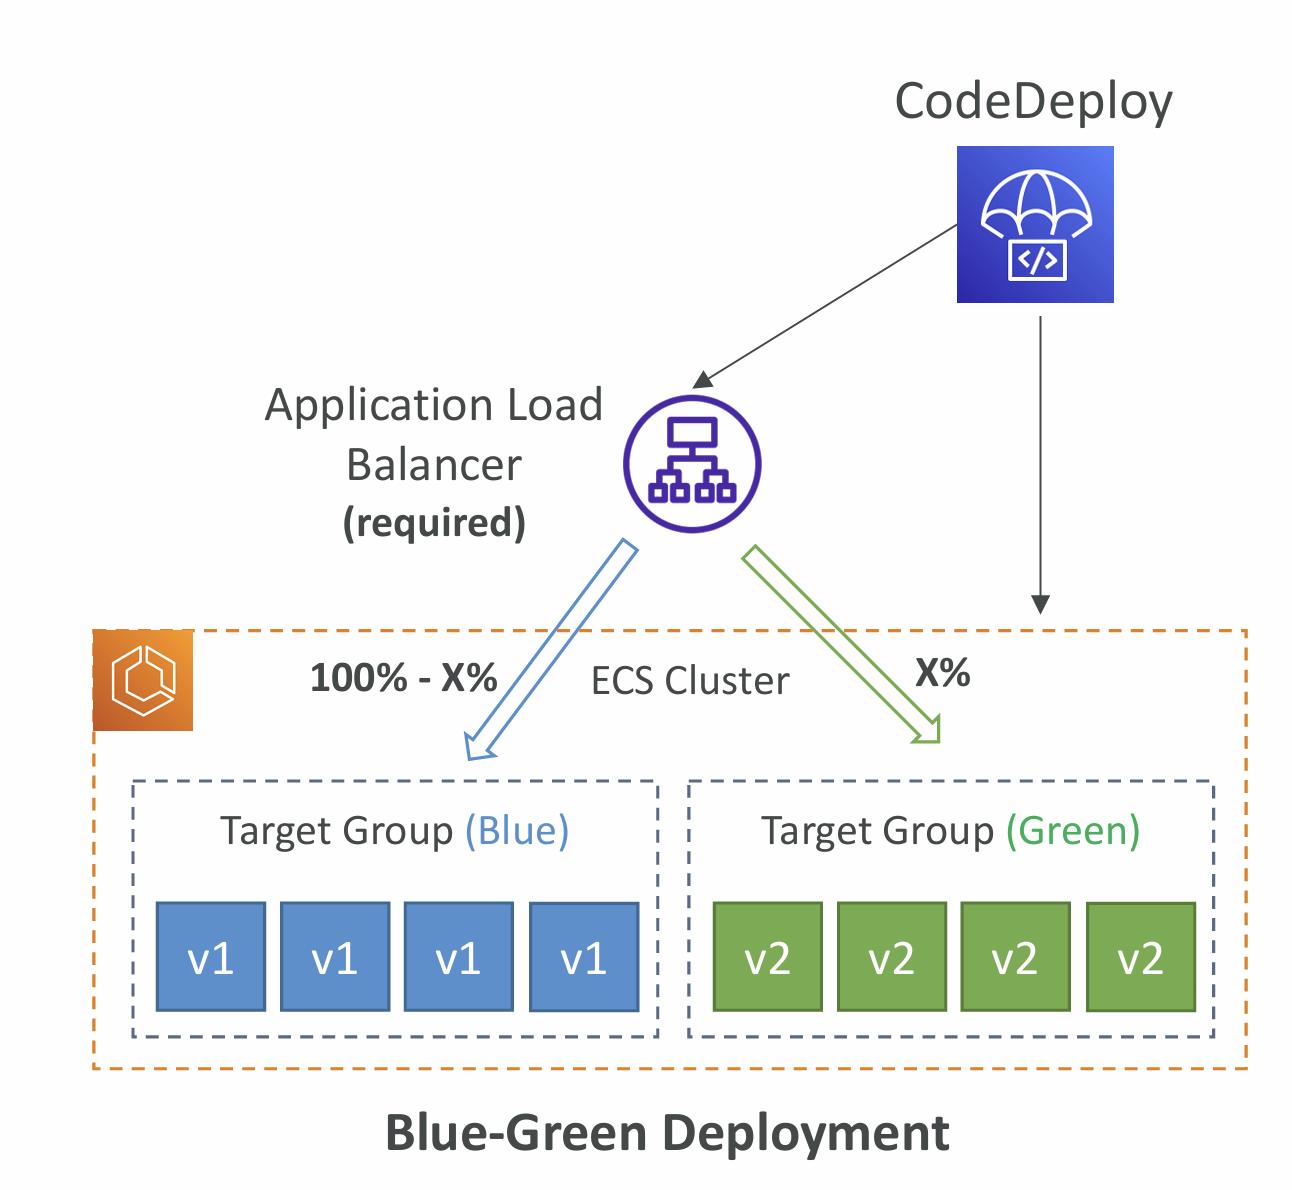 CodeDeploy
</>
Application Load
Balancer
(required)
100% - X%
ECS Cluster
X%
Target Group (Blue)
Target Group (Green)
v1 v1 v1 v1
v2 v2 v2 v2
Blue-Green Deployment